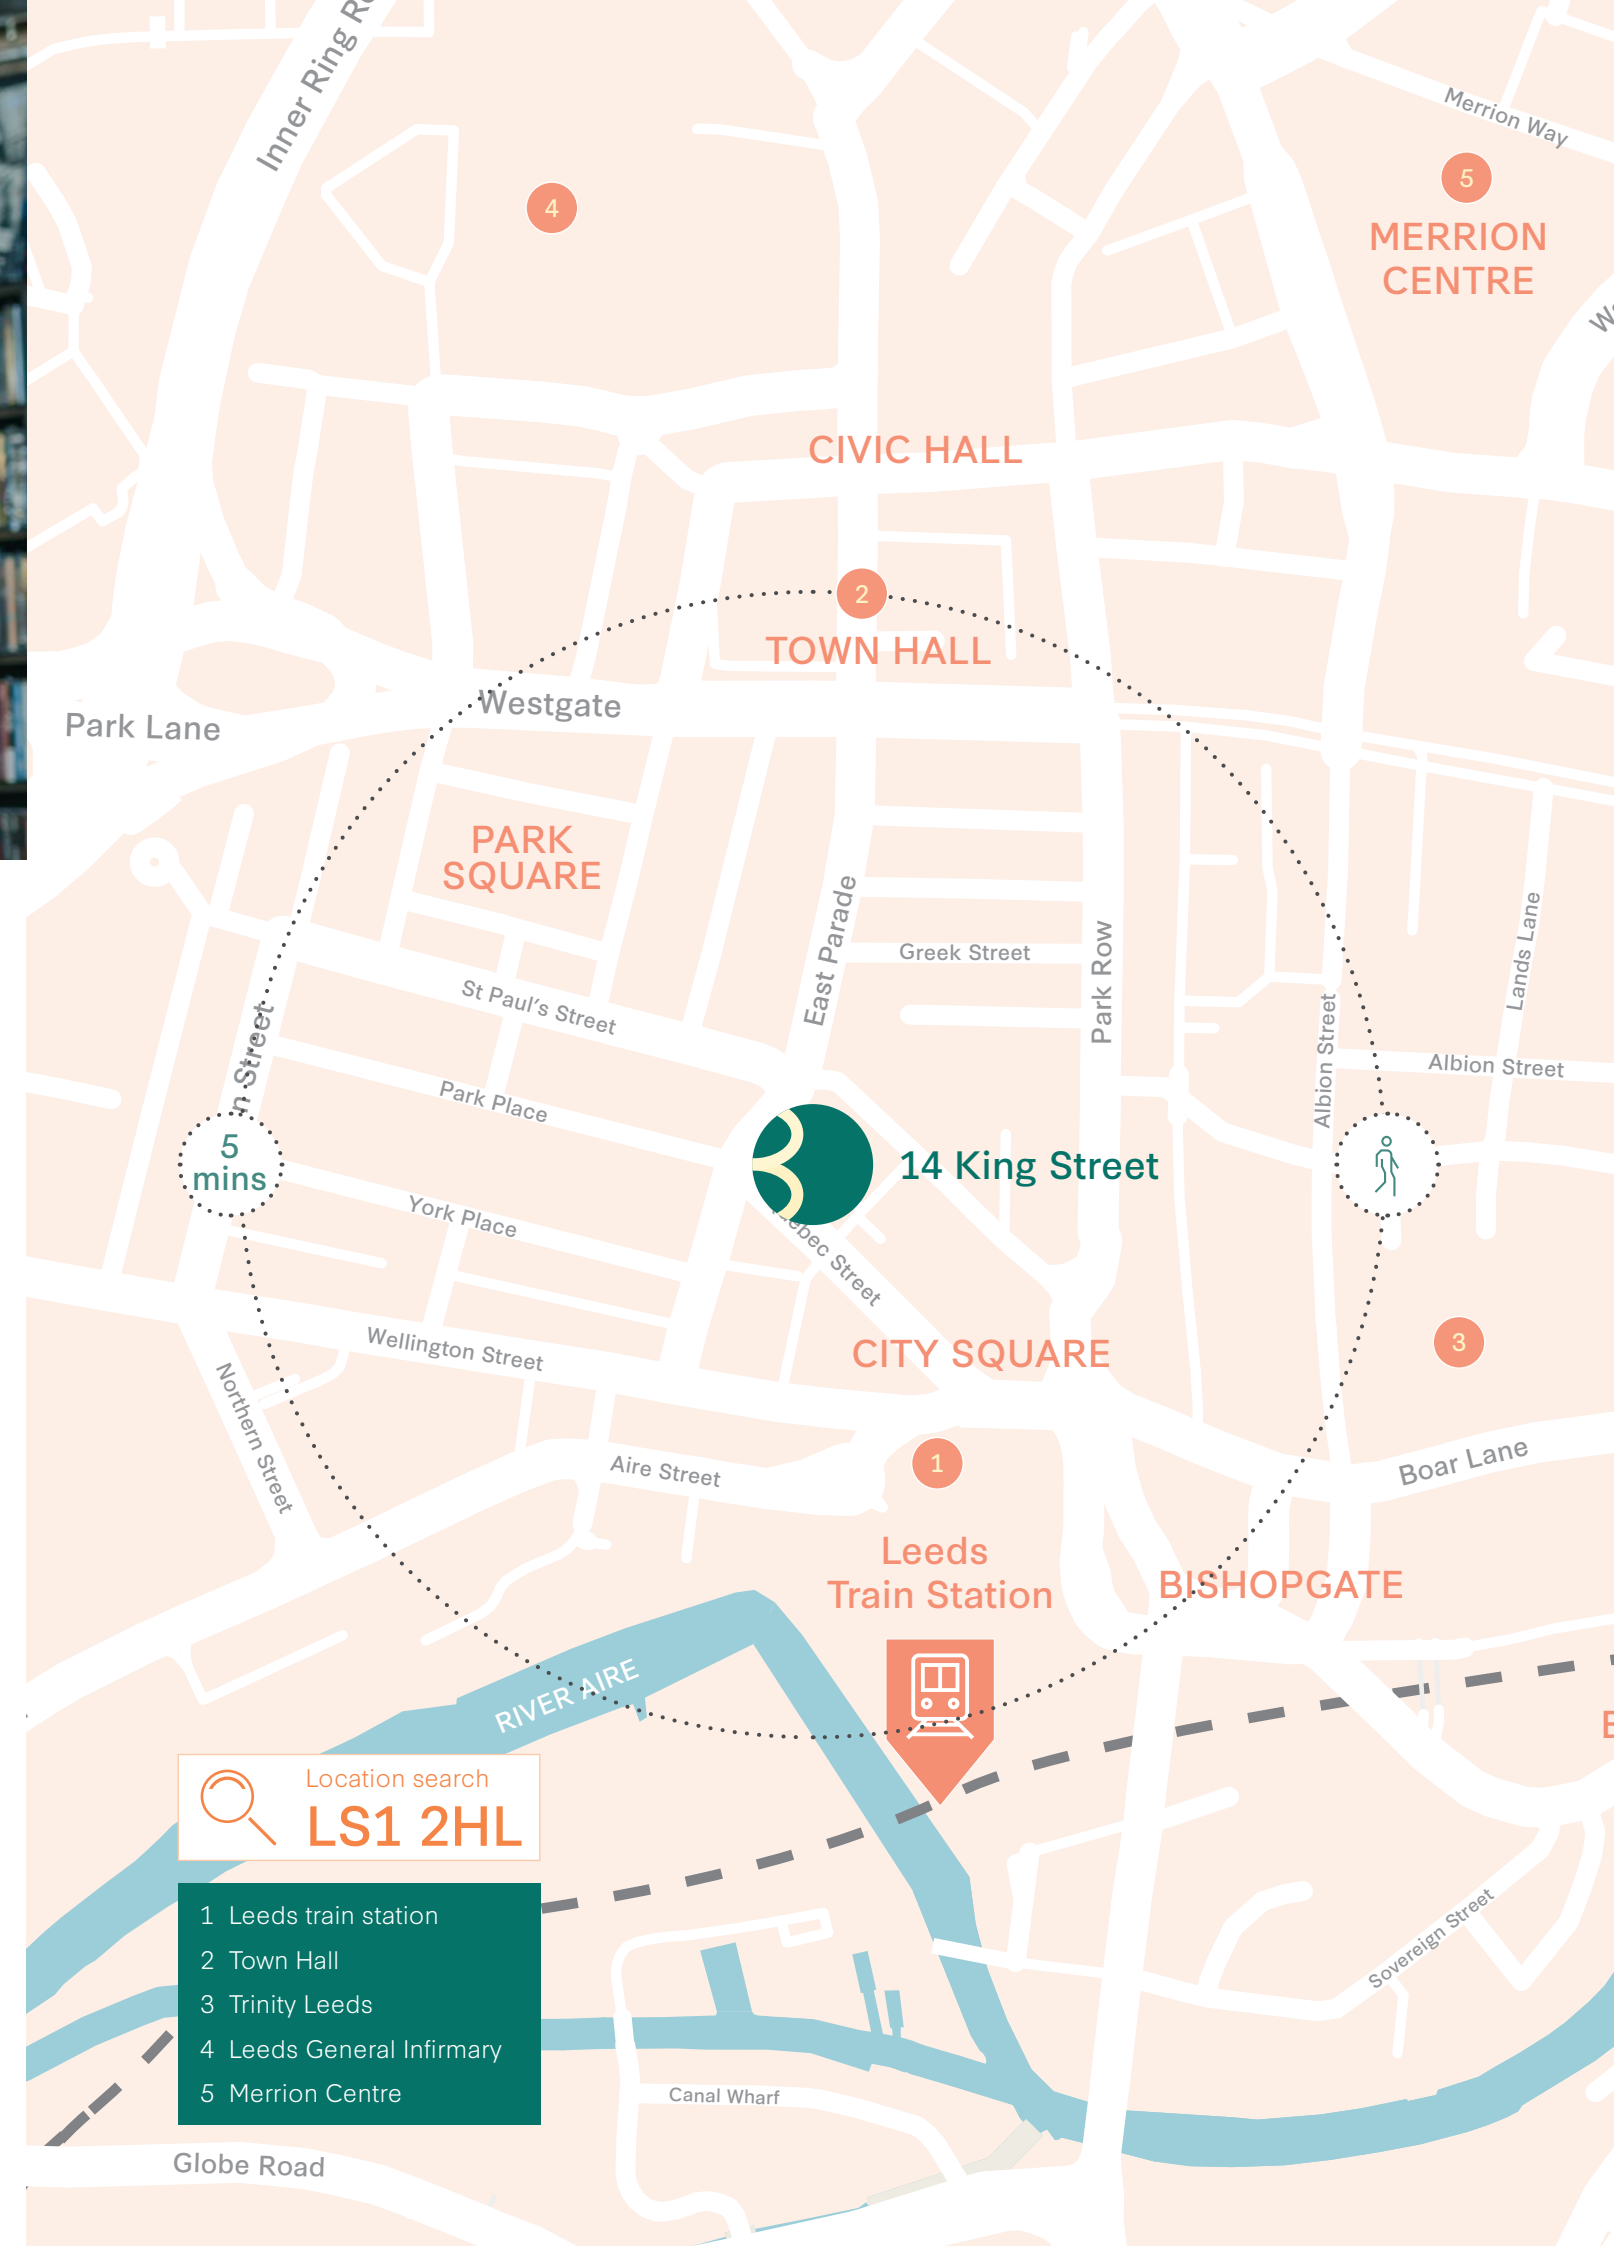 Inner Ring
Merrion Way
4
5
MERRION
CENTRE
CIVIC HALL
2
TOWN HALL
Westgate
Park Lane
PARK
SQUARE
East Parade
Greek Street
Park Row
Lands Lane
St Paul's Street
Street
Albion Street
Albion Street
Park Place
5
mins
14 King Street
York Place
Street
Wellington Street
CITY SQUARE
3
Northern Street
1
Boar Lane
Aire Street
Leeds
Train Station
BISHOPGATE
RIVER AIRE
Location search
LS1 2HL
1 Leeds train station
2 Town Hall
3 Trinity Leeds
4 Leeds General Infirmary
5 Merrion Centre
Sovereign Street
Canal Wharf
Globe Road